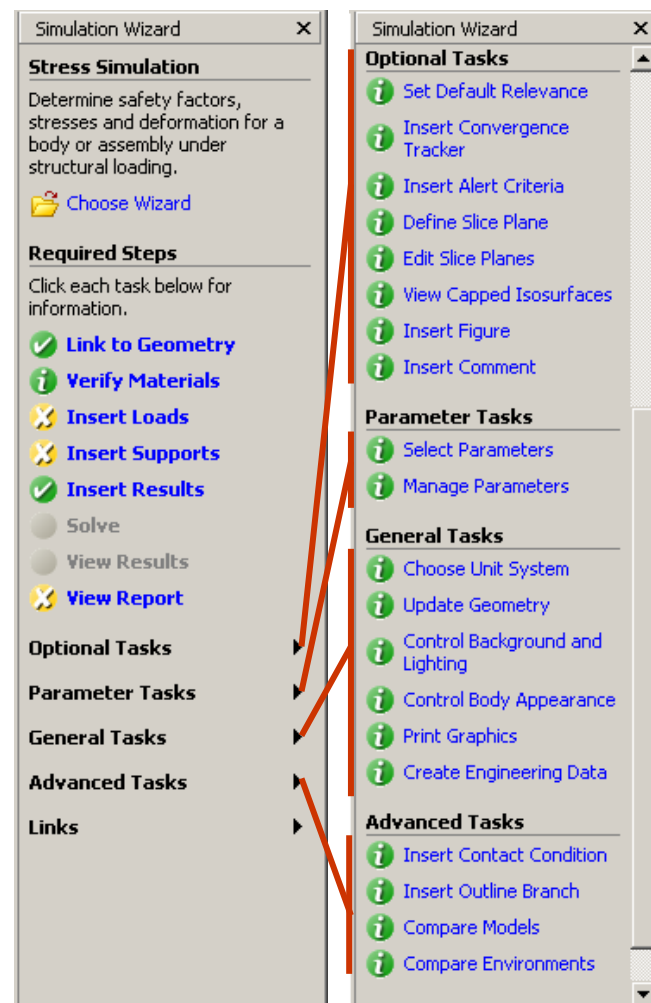 Simulation Wizard
Stress Simulation
Determine safety factors,
stresses and deformation for a
body or assembly under
structural loading.
Choose Wizard
Required Steps
Click each task below for
information.
Link to Geometry
Verify Materials
Insert Loads
Insert Supports
Insert Results
Solve
View Results
View Report
Optional Tasks
Parameter Tasks
General Tasks
Advanced Tasks
Links
Simulation Wizard
Optional Tasks
Set Default Relevance
Insert Convergence
Tracker
Insert Alert Criteria
Define Slice Plane
Edit Slice Planes
View Capped Isosurfaces
Insert Figure
Insert Comment
Parameter Tasks
Select Parameters
Manage Parameters
General Tasks
Choose Unit System
Update Geometry
Control Background and
Lighting
Control Body Appearance
Print Graphics
Create Engineering Data
Advanced Tasks
Insert Contact Condition
Insert Outline Branch
Compare Models
Compare Environments